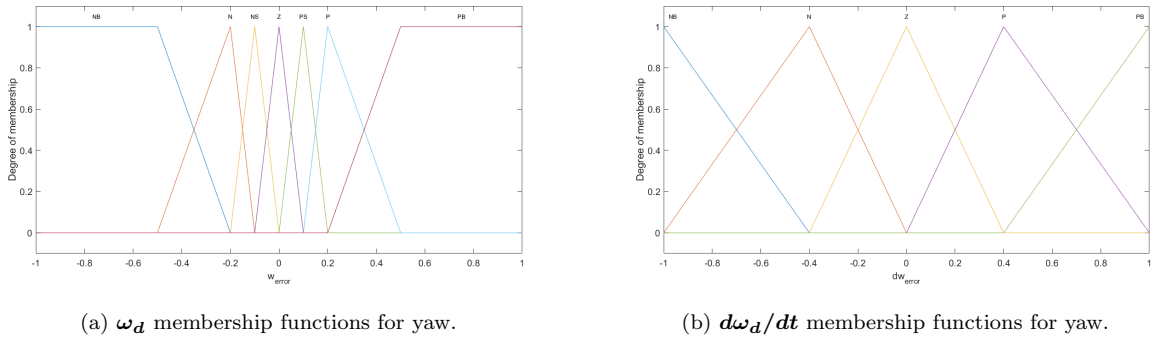 NB N NS Z PS P PB
1
0.8
0.6
0.4
0.2
0
Degree of membership
-1 -0.8 -0.6 -0.4 -0.2 0 0.2 0.4 0.6 0.8 1
w_error
(a) ω_d membership functions for yaw.
NB N Z P PB
1
0.8
0.6
0.4
0.2
0
Degree of membership
-1 -0.8 -0.6 -0.4 -0.2 0 0.2 0.4 0.6 0.8 1
dw_error
(b) dω_d/dt membership functions for yaw.